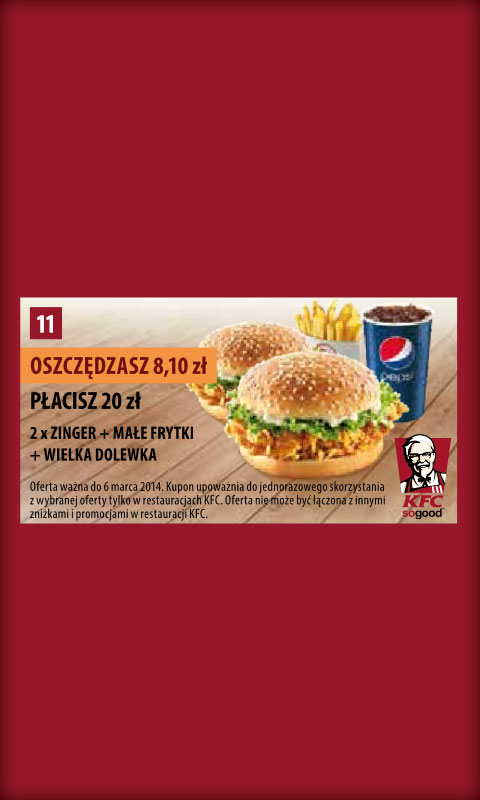 11
OSZCZĘDZASZ 8,10 zł
PŁACISZ 20 zł
2 x ZINGER + MAŁE FRYTKI
+ WIELKA DOLEWKA
Oferta ważna do 6 marca 2014. Kupon upoważnia do jednorazowego skorzystania
z wybranej oferty tylko w restauracjach KFC. Oferta nie może być łączona z innymi
zniżkami i promocjami w restauracji KFC.
pepsi
KFC
sogood